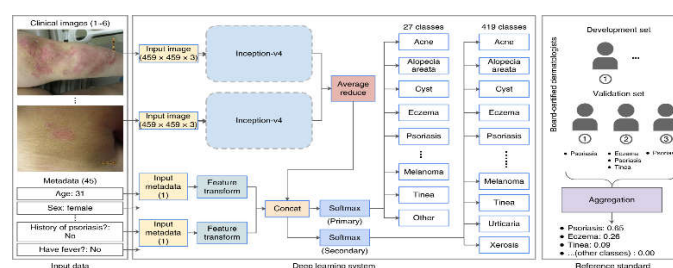 Clinical images (1–6)
Metadata (45)
Age: 31
Sex: female
History of psoriasis?:
No
Have fever?: No
Input data
Input image
(459 × 459 × 3)
Inception-v4
Input image
(459 × 459 × 3)
Inception-v4
Average
reduce
Input
metadata
(1)
Feature
transform
Input
metadata
(1)
Feature
transform
Concat
Softmax
(Primary)
Softmax
(Secondary)
Deep learning system
27 classes
Acne
Alopecia
areata
Cyst
Eczema
Psoriasis
Melanoma
Tinea
Other
419 classes
Acne
Alopecia
areata
Cyst
Eczema
Psoriasis
Melanoma
Tinea
Urticaria
Xerosis
Board-certified dermatologists
Development set
...
1
Validation set
1
2
3
• Psoriasis
• Eczema
• Psoriasis
• Tinea
• Psoriasis
Aggregation
• Psoriasis: 0.65
• Eczema: 0.26
• Tinea: 0.09
• ...(other classes) : 0.00
Reference standard